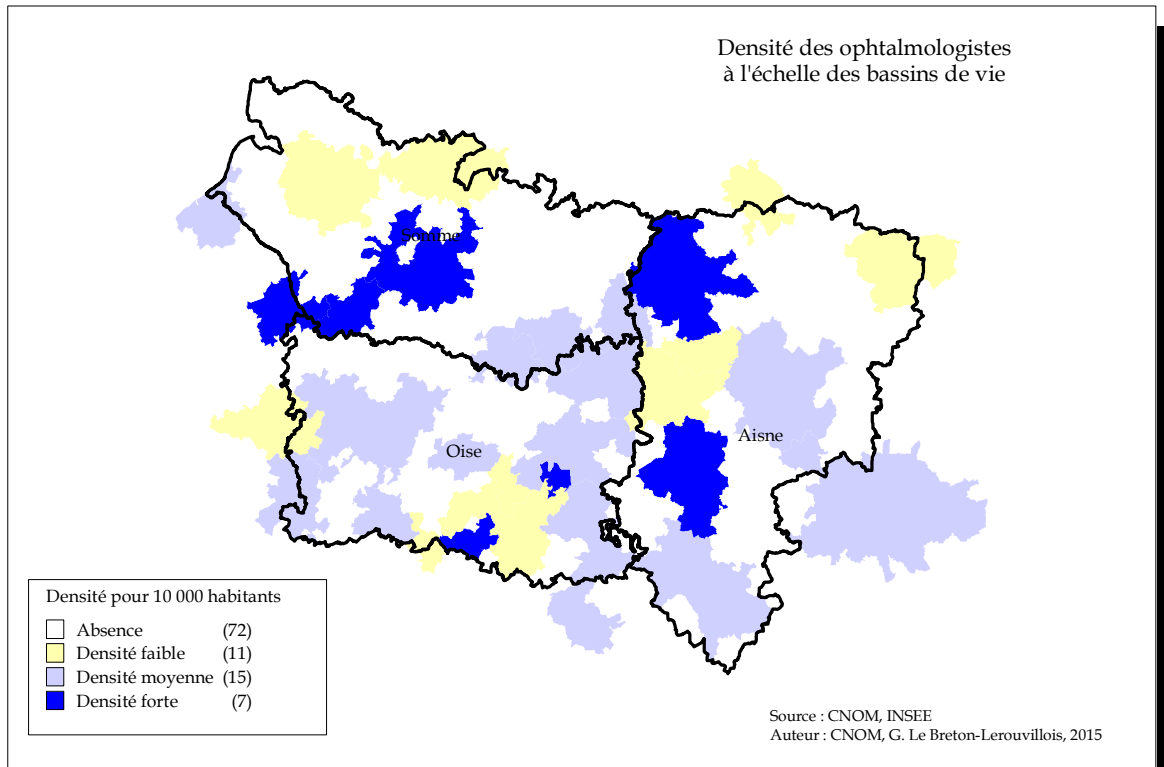 Densité des ophtalmologistes
à l'échelle des bassins de vie
Somme
Oise
Aisne
Densité pour 10 000 habitants
Absence (72)
Densité faible (11)
Densité moyenne (15)
Densité forte (7)
Source : CNOM, INSEE
Auteur : CNOM, G. Le Breton-Lerouvillois, 2015